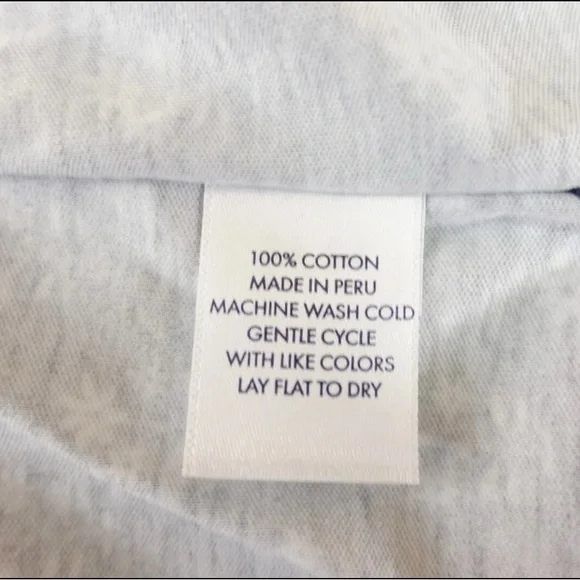 100% COTTON
MADE IN PERU
MACHINE WASH COLD
GENTLE CYCLE
WITH LIKE COLORS
LAY FLAT TO DRY